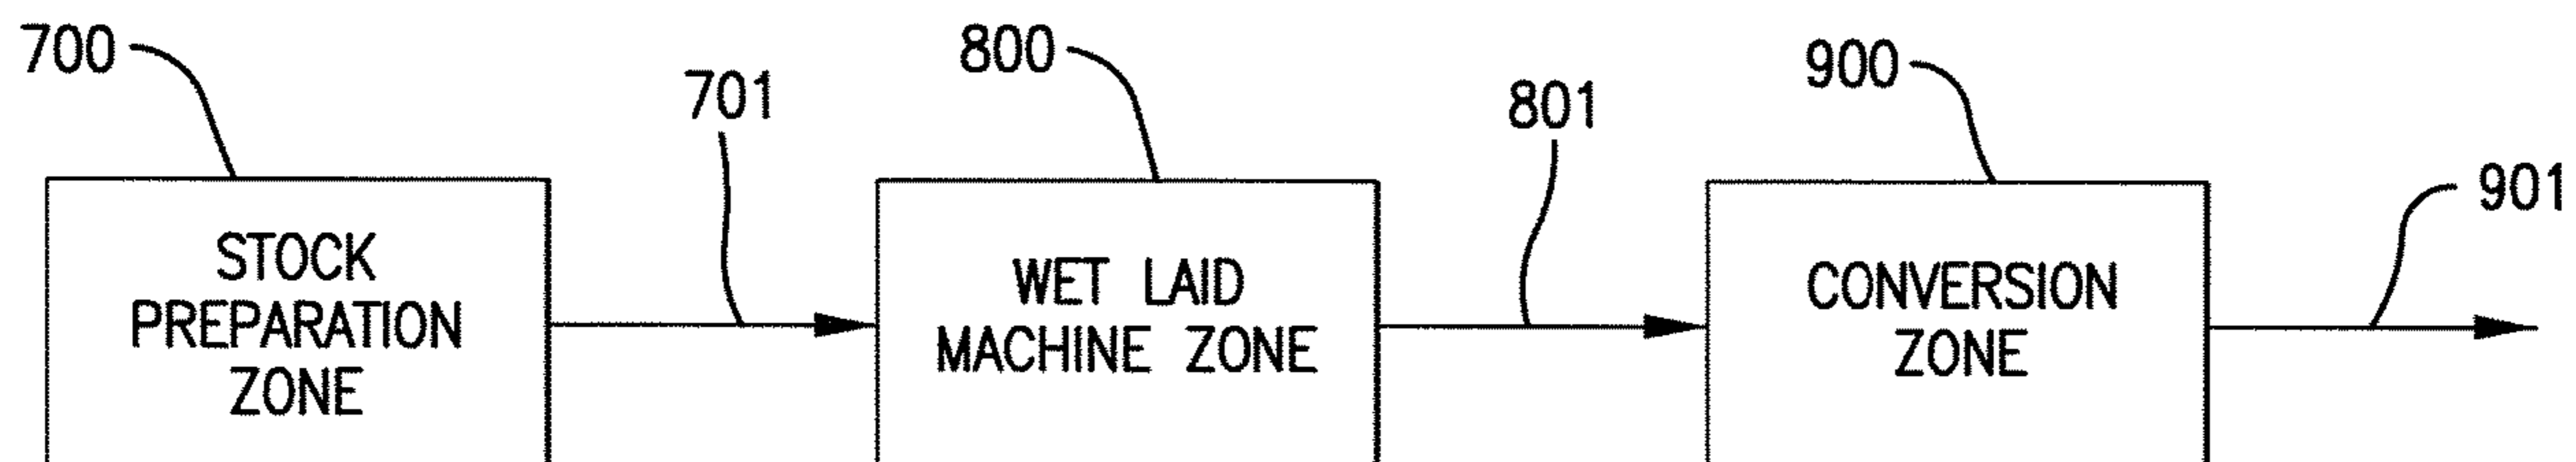 700
701
800
801
900
901
STOCK
PREPARATION
ZONE
WET LAID
MACHINE ZONE
CONVERSION
ZONE